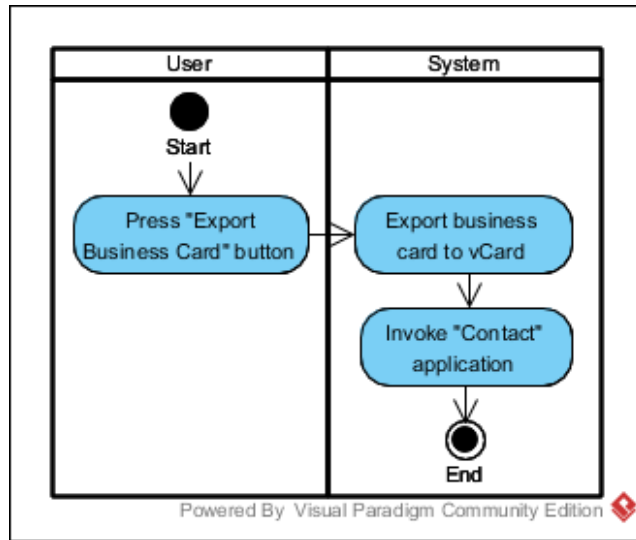 User
System
Start
Press "Export
Business Card" button
Export business
card to vCard
Invoke "Contact"
application
End
Powered By Visual Paradigm Community Edition